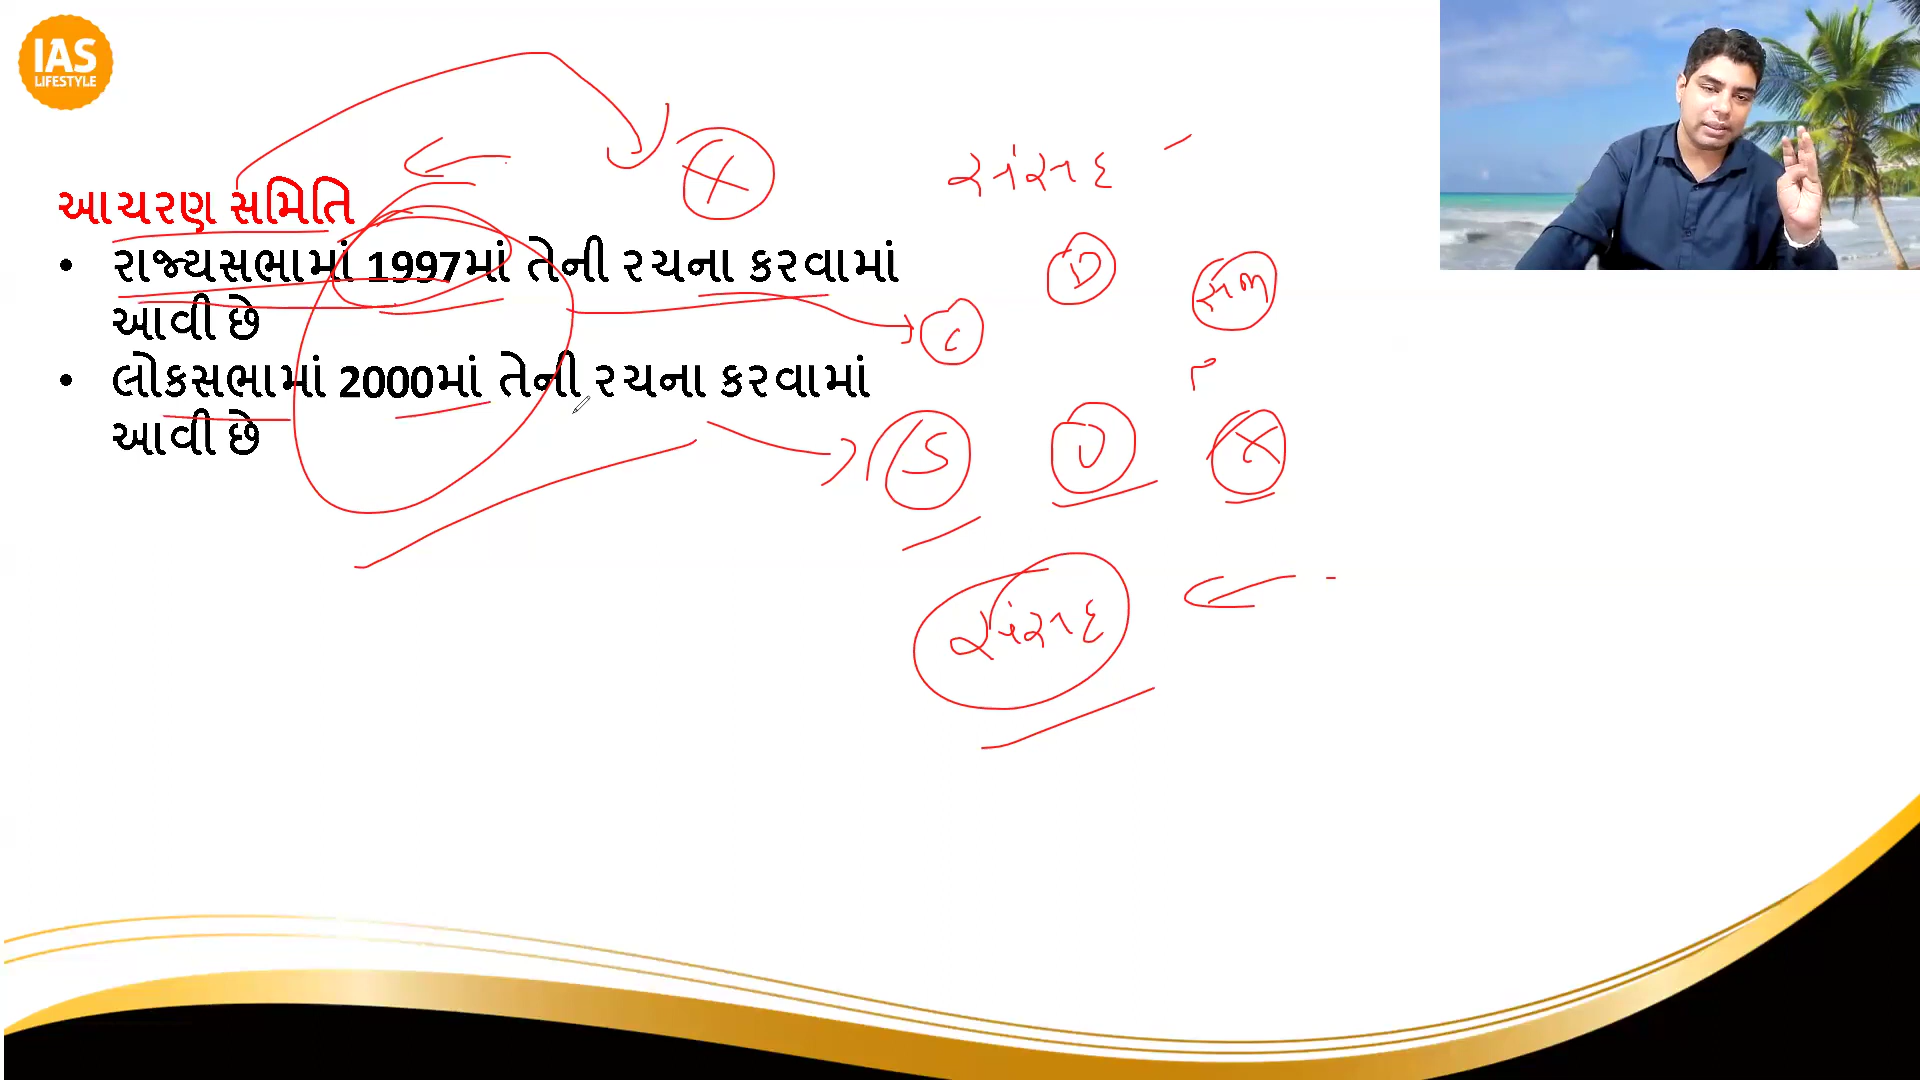 IAS
LIFESTYLE
આચરણ સમિતિ
• રાજ્યસભામાં 1997માં તેની રચના કરવામાં
આવી છે
• લોકસભામાં 2000માં તેની રચના કરવામાં
આવી છે
સંસદ
D
C
S
D
X
સંસદ